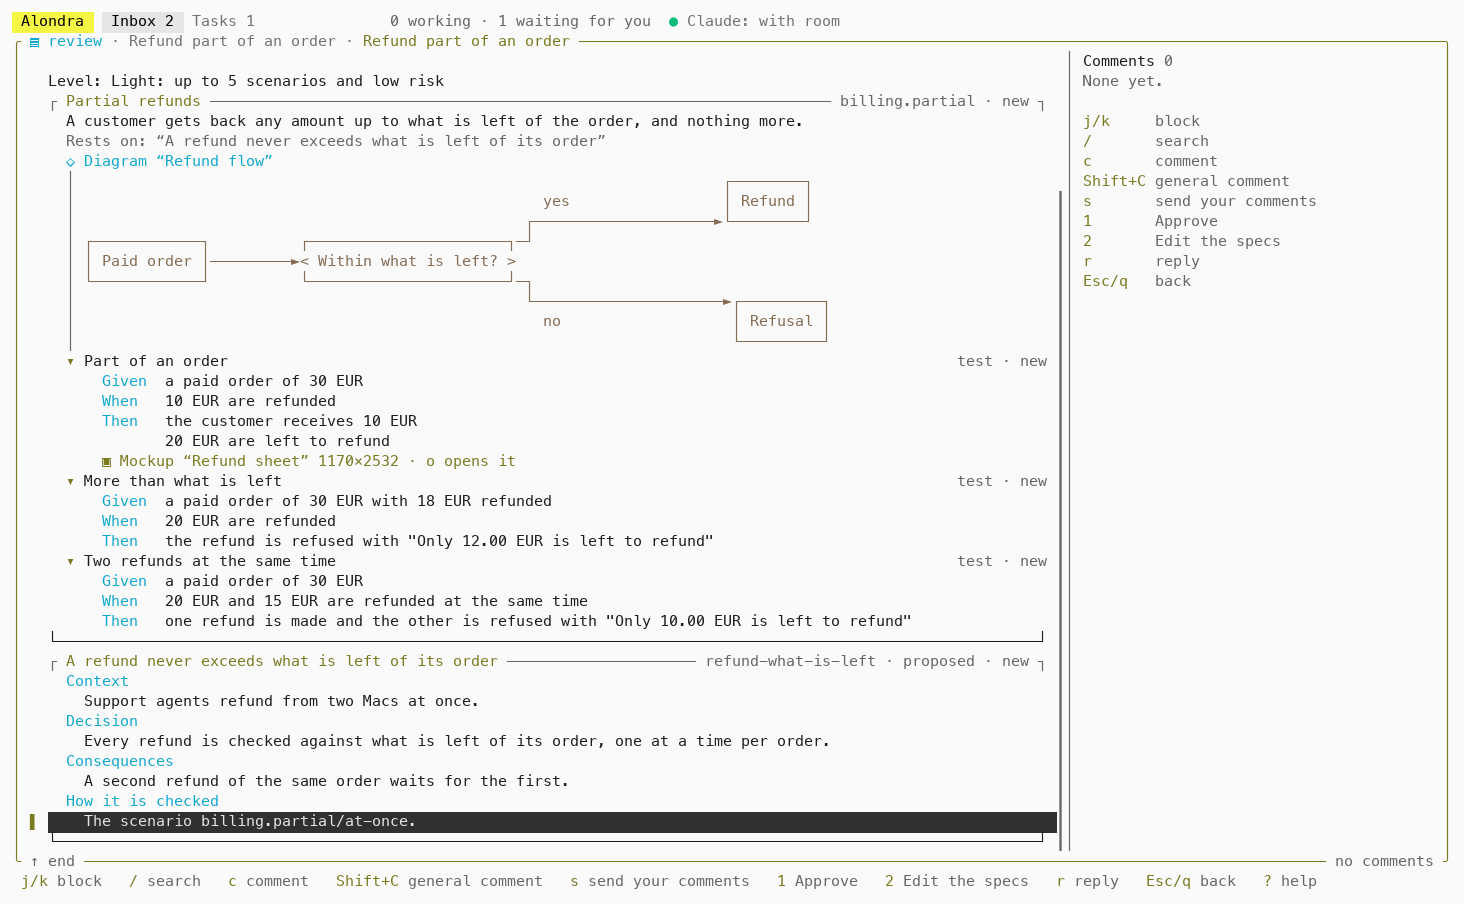 Alondra Inbox 2 Tasks 1 0 working · 1 waiting for you ● Claude: with room
▤ review · Refund part of an order · Refund part of an order
Level: Light: up to 5 scenarios and low risk
Partial refunds billing.partial · new
A customer gets back any amount up to what is left of the order, and nothing more.
Rests on: “A refund never exceeds what is left of its order”
◇ Diagram “Refund flow”
yes Refund
Paid order < Within what is left? >
no Refusal
▾ Part of an order test · new
Given a paid order of 30 EUR
When 10 EUR are refunded
Then the customer receives 10 EUR
20 EUR are left to refund
▣ Mockup “Refund sheet” 1170×2532 · o opens it
▾ More than what is left test · new
Given a paid order of 30 EUR with 18 EUR refunded
When 20 EUR are refunded
Then the refund is refused with "Only 12.00 EUR is left to refund"
▾ Two refunds at the same time test · new
Given a paid order of 30 EUR
When 20 EUR and 15 EUR are refunded at the same time
Then one refund is made and the other is refused with "Only 10.00 EUR is left to refund"
A refund never exceeds what is left of its order refund-what-is-left · proposed · new
Context
Support agents refund from two Macs at once.
Decision
Every refund is checked against what is left of its order, one at a time per order.
Consequences
A second refund of the same order waits for the first.
How it is checked
The scenario billing.partial/at-once.
Comments 0
None yet.
j/k block
/ search
c comment
Shift+C general comment
s send your comments
1 Approve
2 Edit the specs
r reply
Esc/q back
↑ end no comments
j/k block / search c comment Shift+C general comment s send your comments 1 Approve 2 Edit the specs r reply Esc/q back ? help